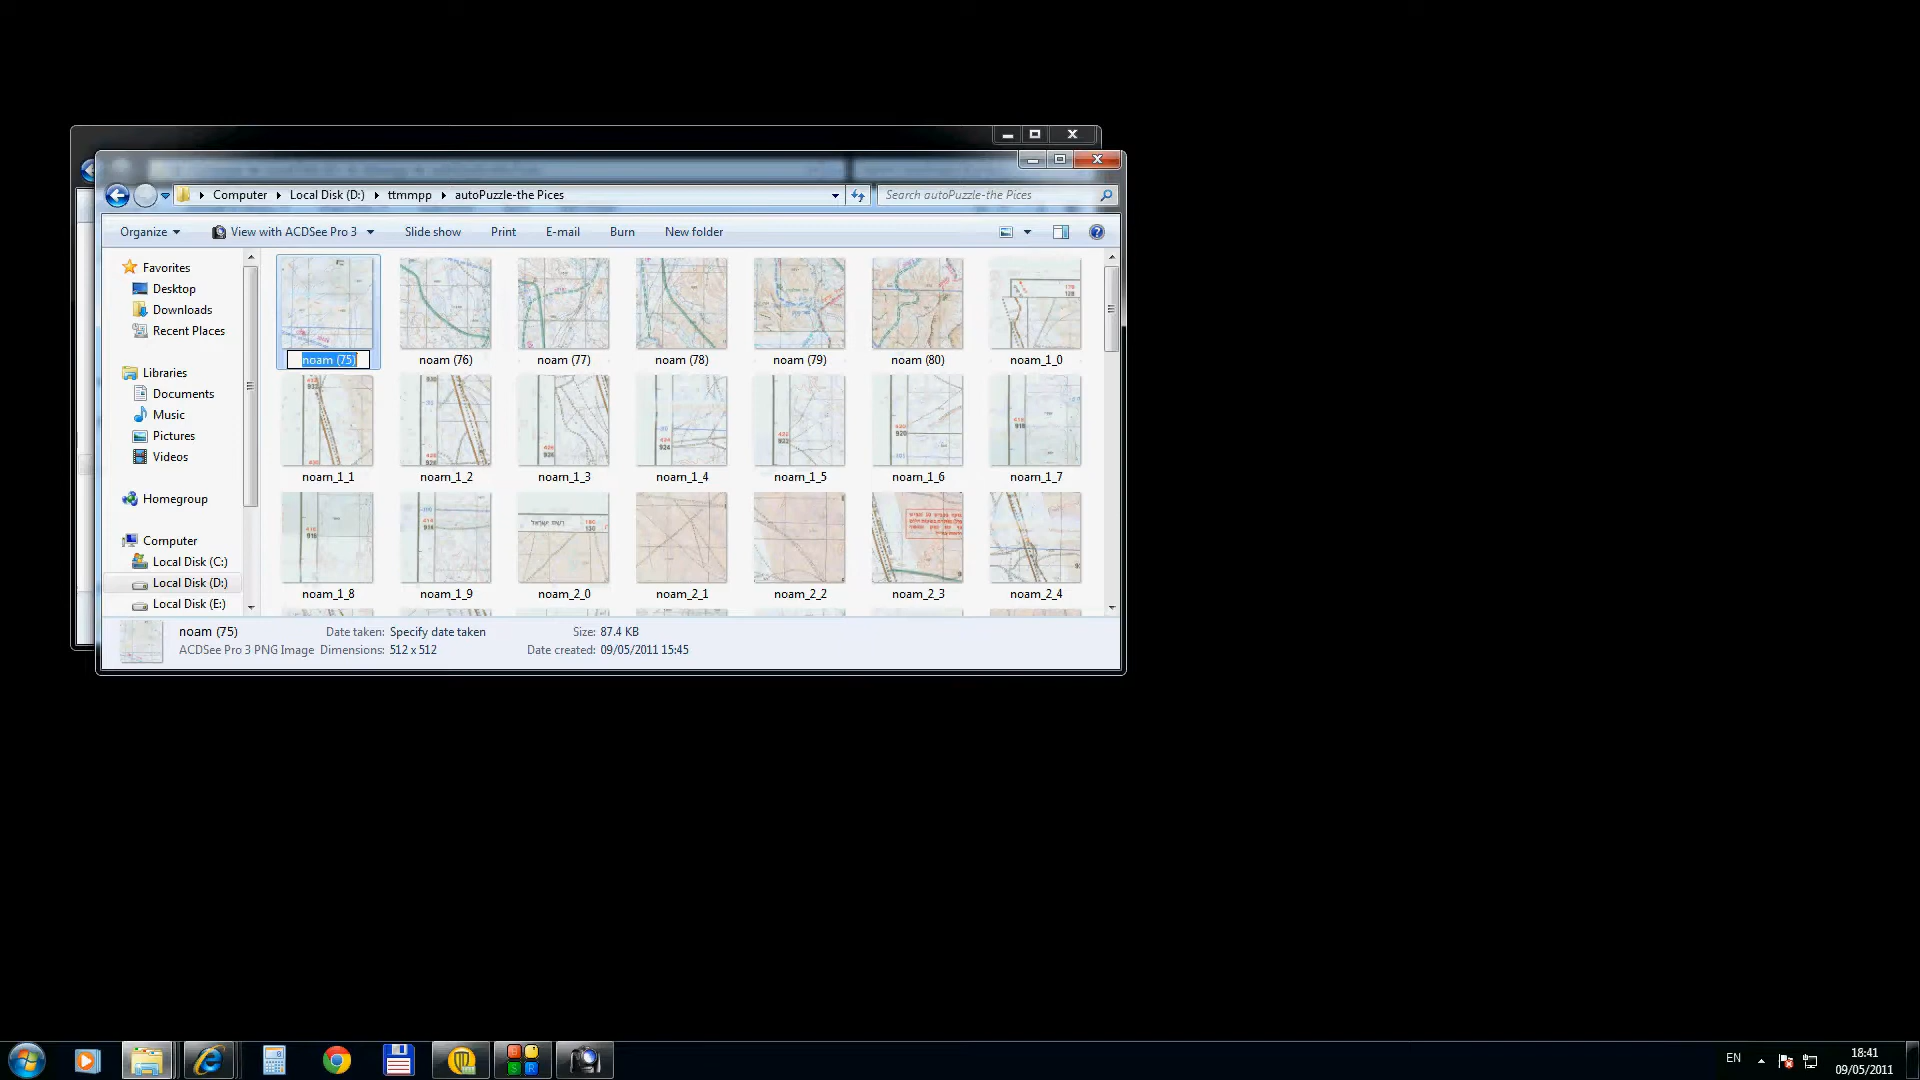 Computer Local Disk (D:) ttmmpp autoPuzzle-the Pices
Search autoPuzzle-the Pices
Organize View with ACDSee Pro 3 Slide show Print E-mail Burn New folder
Favorites
Desktop
Downloads
Recent Places
Libraries
Documents
Music
Pictures
Videos
Homegroup
Computer
Local Disk (C:)
Local Disk (D:)
Local Disk (E:)
noam (75) noam (76) noam (77) noam (78) noam (79) noam (80) noam_1_0
noam_1_1 noam_1_2 noam_1_3 noam_1_4 noam_1_5 noam_1_6 noam_1_7
noam_1_8 noam_1_9 noam_2_0 noam_2_1 noam_2_2 noam_2_3 noam_2_4
noam (75) Date taken: Specify date taken Size: 87.4 KB
ACDSee Pro 3 PNG Image Dimensions: 512 x 512 Date created: 09/05/2011 15:45
EN
18:41
09/05/2011